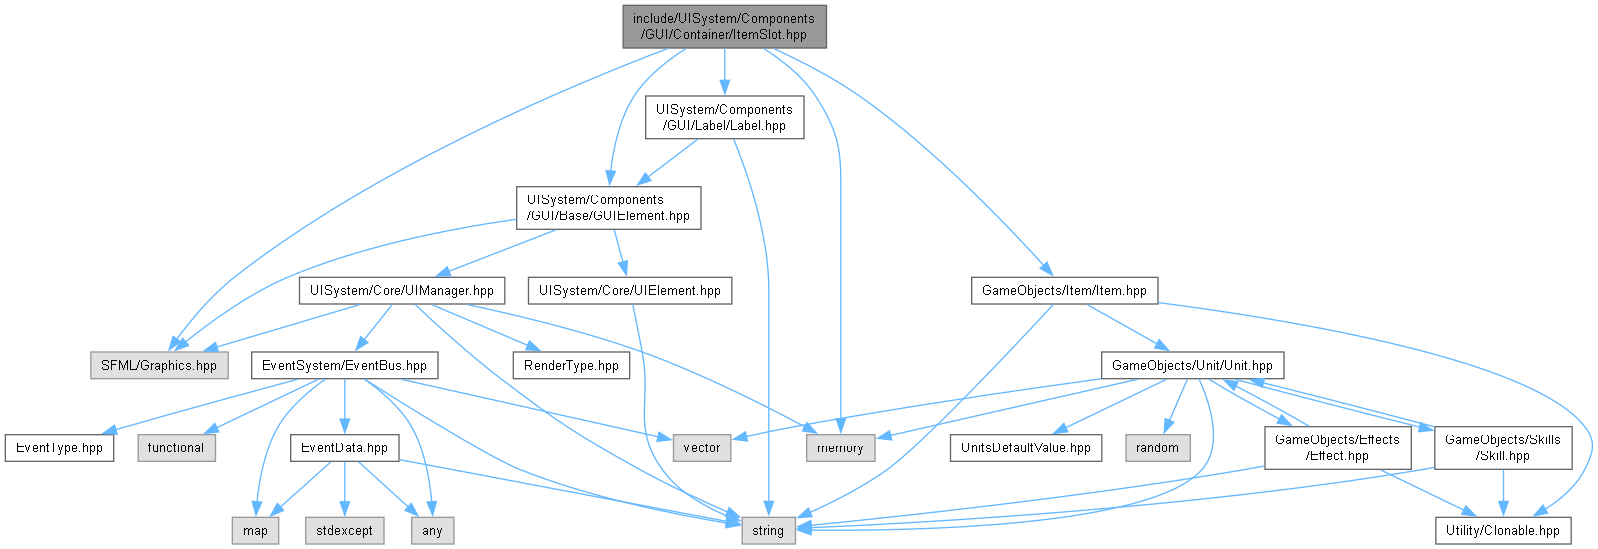 include/UISystem/Components
/GUI/Container/ItemSlot.hpp
UISystem/Components
/GUI/Label/Label.hpp
UISystem/Components
/GUI/Base/GUIElement.hpp
UISystem/Core/UIManager.hpp
UISystem/Core/UIElement.hpp
GameObjects/Item/Item.hpp
SFML/Graphics.hpp
EventSystem/EventBus.hpp
RenderType.hpp
GameObjects/Unit/Unit.hpp
EventType.hpp
functional
EventData.hpp
vector
memory
UnitsDefaultValue.hpp
random
GameObjects/Effects
/Effect.hpp
GameObjects/Skills
/Skill.hpp
map
stdexcept
any
string
Utility/Clonable.hpp